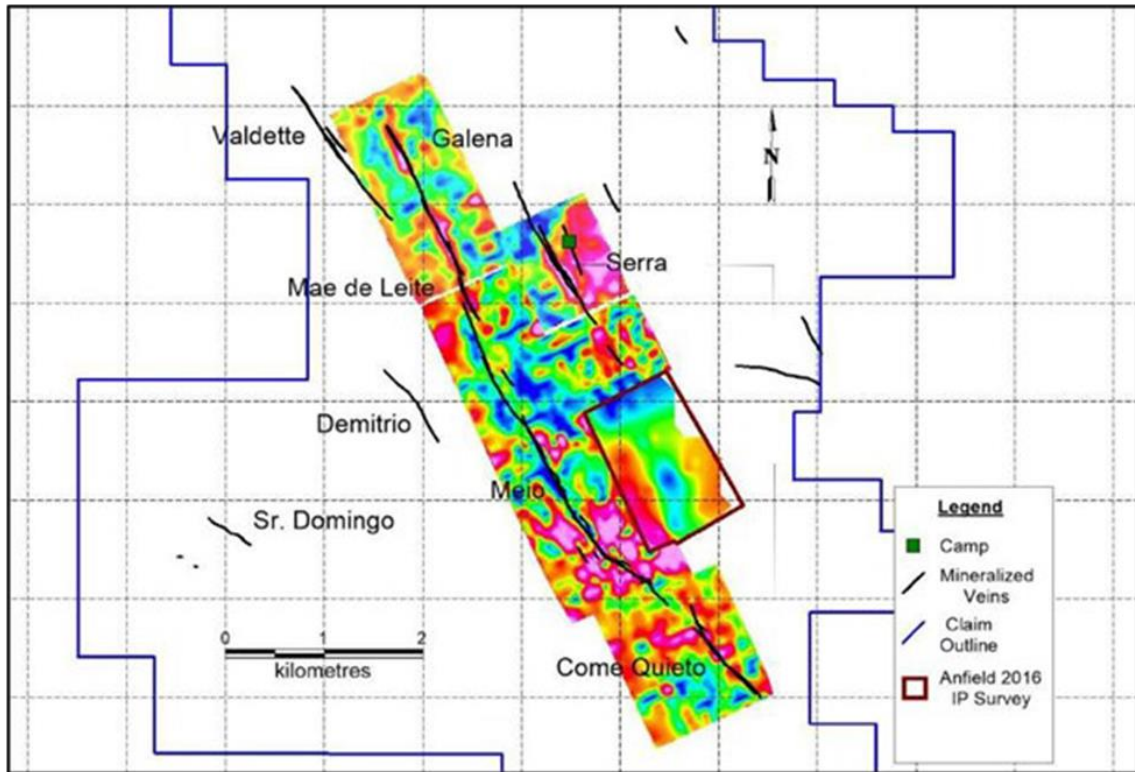 Valdette
Galena
N
Serra
Mae de Leite
Demitrio
Meio
Sr. Domingo
0 1 2
kilometres
Come Quieto
Legend
Camp
Mineralized
Veins
Claim
Outline
Anfield 2016
IP Survey